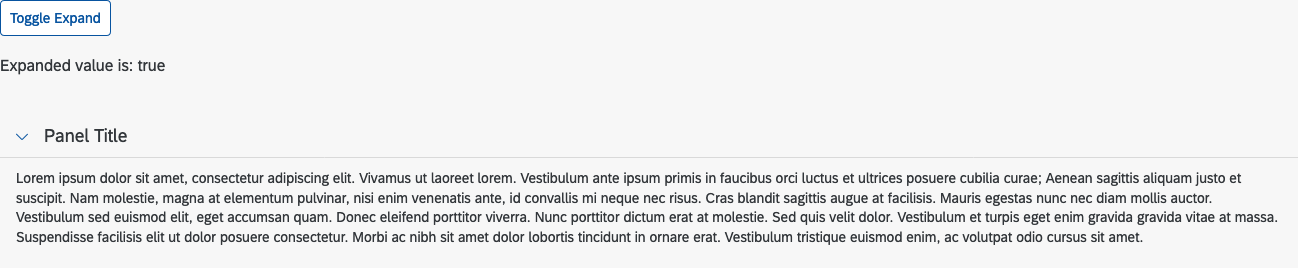 Toggle Expand
Expanded value is: true
Panel Title
Lorem ipsum dolor sit amet, consectetur adipiscing elit. Vivamus ut laoreet lorem. Vestibulum ante ipsum primis in faucibus orci luctus et ultrices posuere cubilia curae; Aenean sagittis aliquam justo et
suscipit. Nam molestie, magna at elementum pulvinar, nisi enim venenatis ante, id convallis mi neque nec risus. Cras blandit sagittis augue at facilisis. Mauris egestas nunc nec diam mollis auctor.
Vestibulum sed euismod elit, eget accumsan quam. Donec eleifend porttitor viverra. Nunc porttitor dictum erat at molestie. Sed quis velit dolor. Vestibulum et turpis eget enim gravida gravida vitae at massa.
Suspendisse facilisis elit ut dolor posuere consectetur. Morbi ac nibh sit amet dolor lobortis tincidunt in ornare erat. Vestibulum tristique euismod enim, ac volutpat odio cursus sit amet.